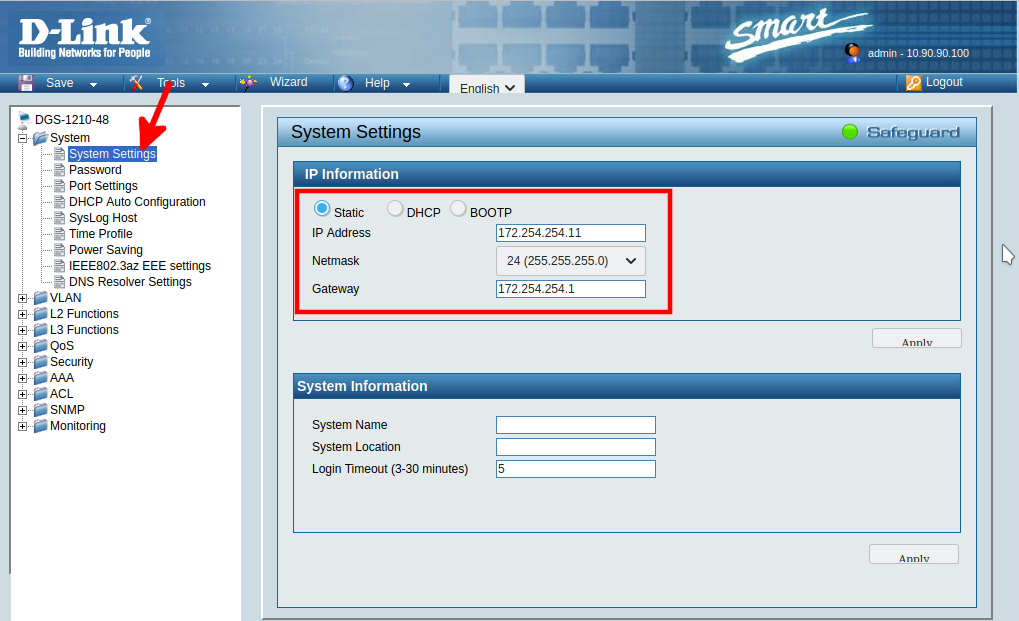 D-Link®
Building Networks for People
smart
admin - 10.90.90.100
Save Tools Wizard Help English Logout
DGS-1210-48
System
System Settings
Password
Port Settings
DHCP Auto Configuration
SysLog Host
Time Profile
Power Saving
IEEE802.3az EEE settings
DNS Resolver Settings
VLAN
L2 Functions
L3 Functions
QoS
Security
AAA
ACL
SNMP
Monitoring
System Settings
Safeguard
IP Information
Static DHCP BOOTP
IP Address 172.254.254.11
Netmask 24 (255.255.255.0)
Gateway 172.254.254.1
Apply
System Information
System Name
System Location
Login Timeout (3-30 minutes) 5
Apply